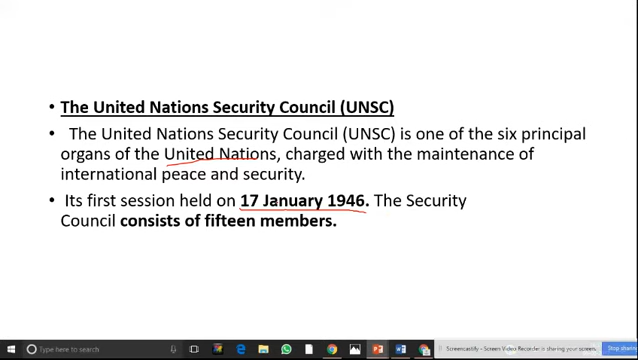 • The United Nations Security Council (UNSC)
• The United Nations Security Council (UNSC) is one of the six principal
organs of the United Nations, charged with the maintenance of
international peace and security.
• Its first session held on 17 January 1946. The Security
Council consists of fifteen members.
Type here to search
Screencastify - Screen Video Recorder is sharing your screen.
Stop sharing